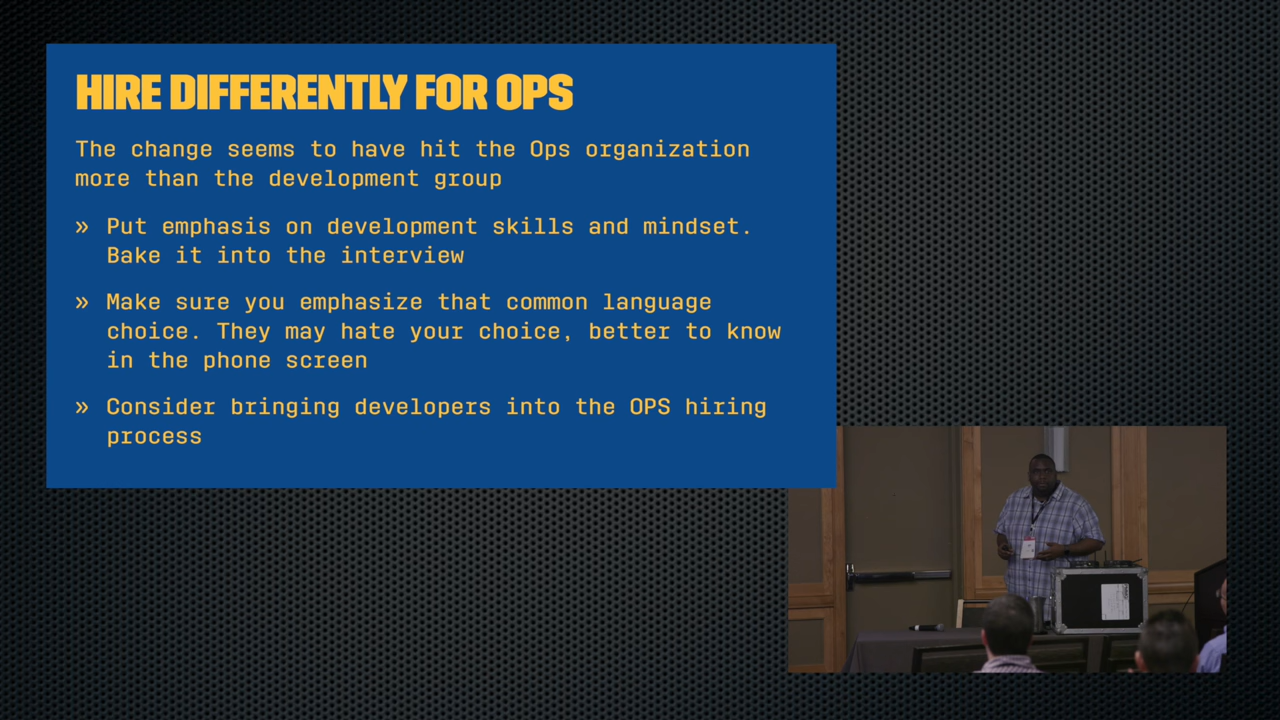 HIRE DIFFERENTLY FOR OPS
The change seems to have hit the Ops organization
more than the development group
» Put emphasis on development skills and mindset.
Bake it into the interview
» Make sure you emphasize that common language
choice. They may hate your choice, better to know
in the phone screen
» Consider bringing developers into the OPS hiring
process